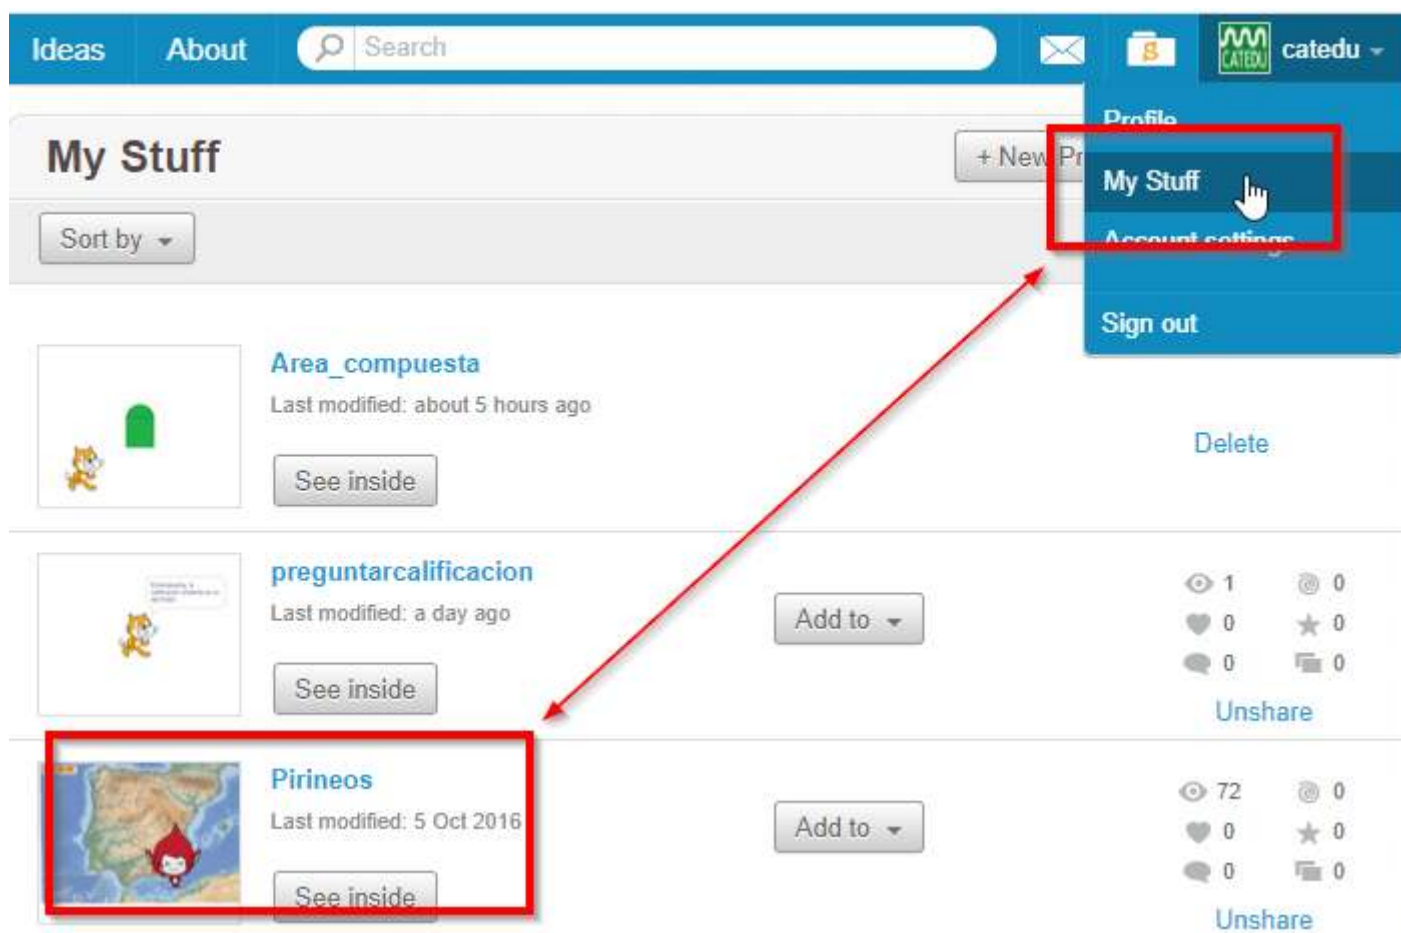 Ideas About Search CATEDU catedu
Profile
My Stuff + New Pr My Stuff
Sort by Account settings
Sign out
Area_compuesta
Last modified: about 5 hours ago
Delete
See inside
preguntarcalificacion
1 0
Last modified: a day ago Add to 0 0
0 0
See inside
Unshare
Pirineos
72 0
Last modified: 5 Oct 2016 Add to 0 0
0 0
See inside
Unshare